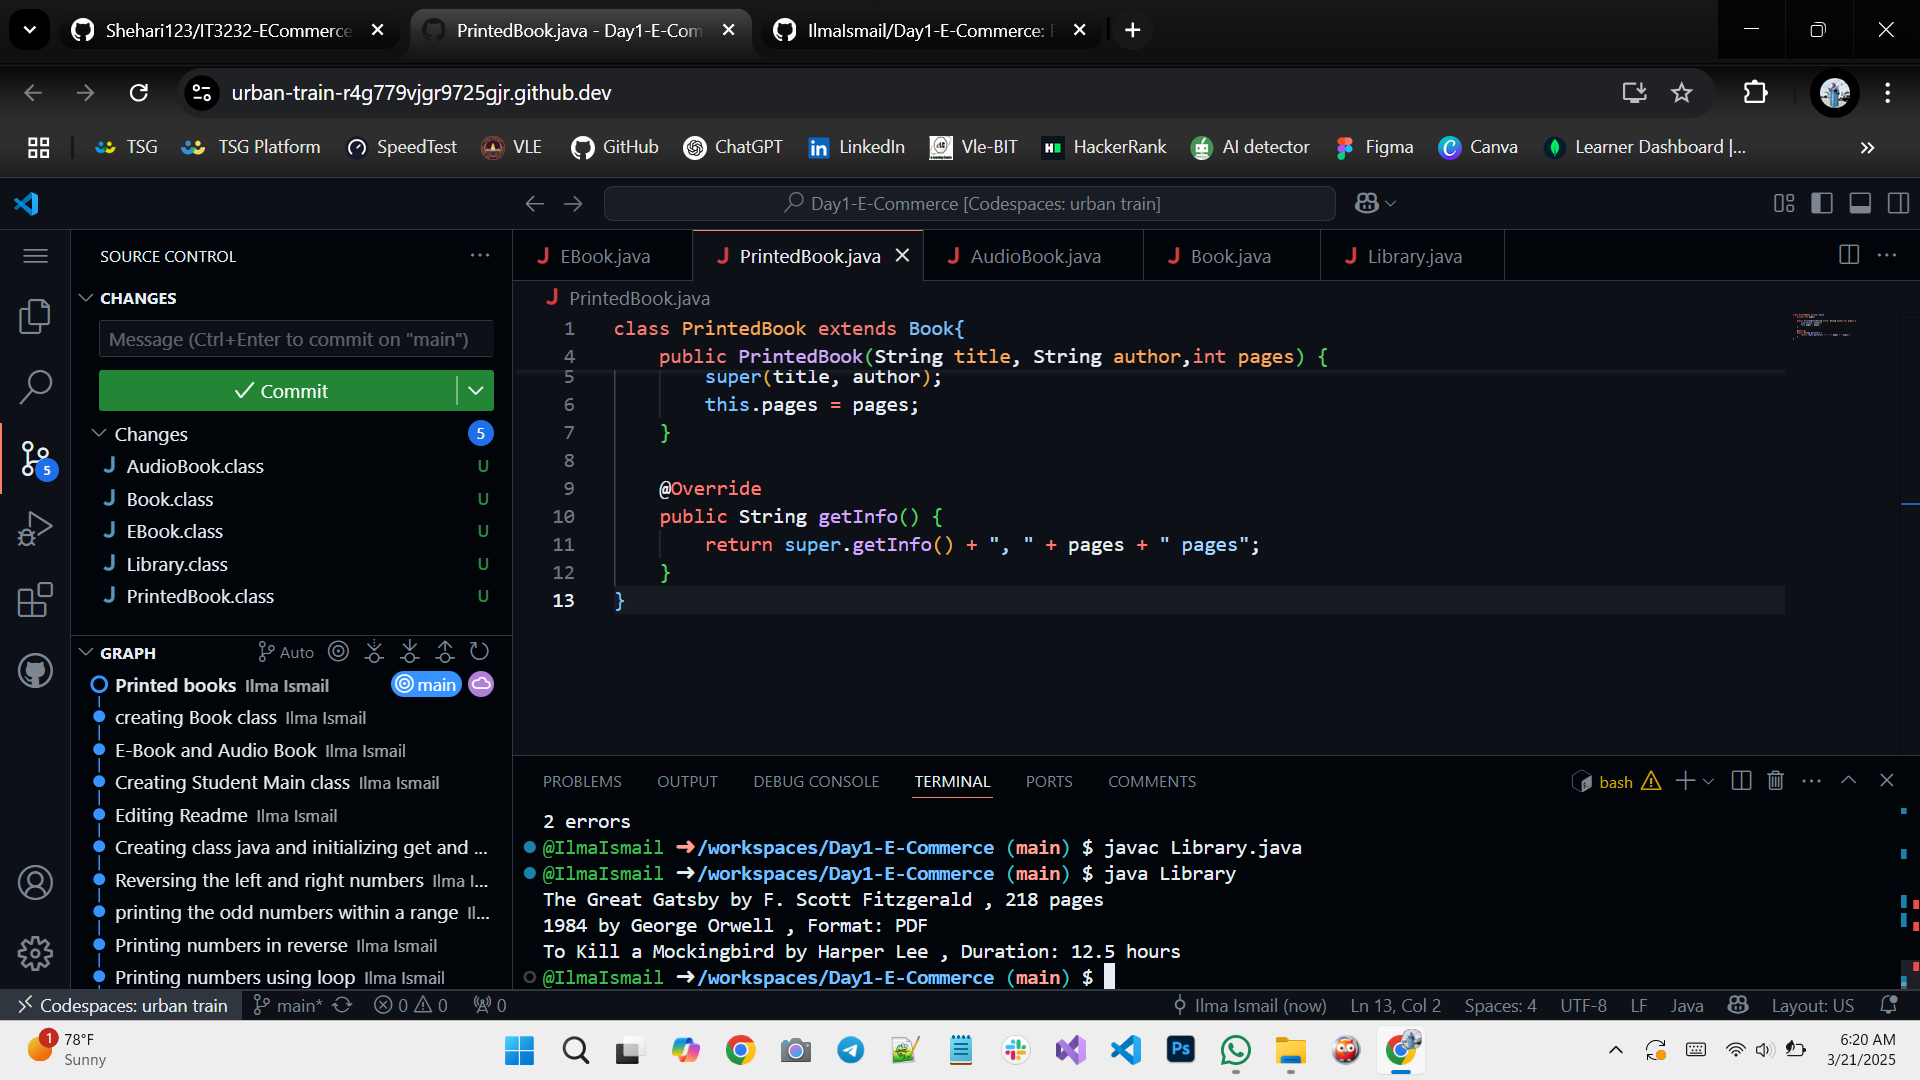 Shehari123/IT3232-ECommerce
PrintedBook.java - Day1-E-Com
IlmaIsmail/Day1-E-Commerce:
urban-train-r4g779vjgr9725gjr.github.dev
TSG
TSG Platform
SpeedTest
VLE
GitHub
ChatGPT
LinkedIn
Vle-BIT
HackerRank
AI detector
Figma
Canva
Learner Dashboard |...
Day1-E-Commerce [Codespaces: urban train]
SOURCE CONTROL
CHANGES
Message (Ctrl+Enter to commit on "main")
Commit
Changes 5
5
AudioBook.class U
Book.class U
EBook.class U
Library.class U
PrintedBook.class U
GRAPH Auto
Printed books Ilma Ismail main
creating Book class Ilma Ismail
E-Book and Audio Book Ilma Ismail
Creating Student Main class Ilma Ismail
Editing Readme Ilma Ismail
Creating class java and initializing get and ...
Reversing the left and right numbers Ilma I...
printing the odd numbers within a range Il...
Printing numbers in reverse Ilma Ismail
Printing numbers using loop Ilma Ismail
EBook.java
PrintedBook.java
AudioBook.java
Book.java
Library.java
PrintedBook.java
1 class PrintedBook extends Book{
4 public PrintedBook(String title, String author,int pages) {
5 super(title, author);
6 this.pages = pages;
7 }
8
9 @Override
10 public String getInfo() {
11 return super.getInfo() + ", " + pages + " pages";
12 }
13 }
PROBLEMS OUTPUT DEBUG CONSOLE TERMINAL PORTS COMMENTS
bash
2 errors
@IlmaIsmail ➜/workspaces/Day1-E-Commerce (main) $ javac Library.java
@IlmaIsmail ➜/workspaces/Day1-E-Commerce (main) $ java Library
The Great Gatsby by F. Scott Fitzgerald , 218 pages
1984 by George Orwell , Format: PDF
To Kill a Mockingbird by Harper Lee , Duration: 12.5 hours
@IlmaIsmail ➜/workspaces/Day1-E-Commerce (main) $
Codespaces: urban train main* 0 0 0
Ilma Ismail (now) Ln 13, Col 2 Spaces: 4 UTF-8 LF Java Layout: US
1
78°F
Sunny
Ps
6:20 AM
3/21/2025